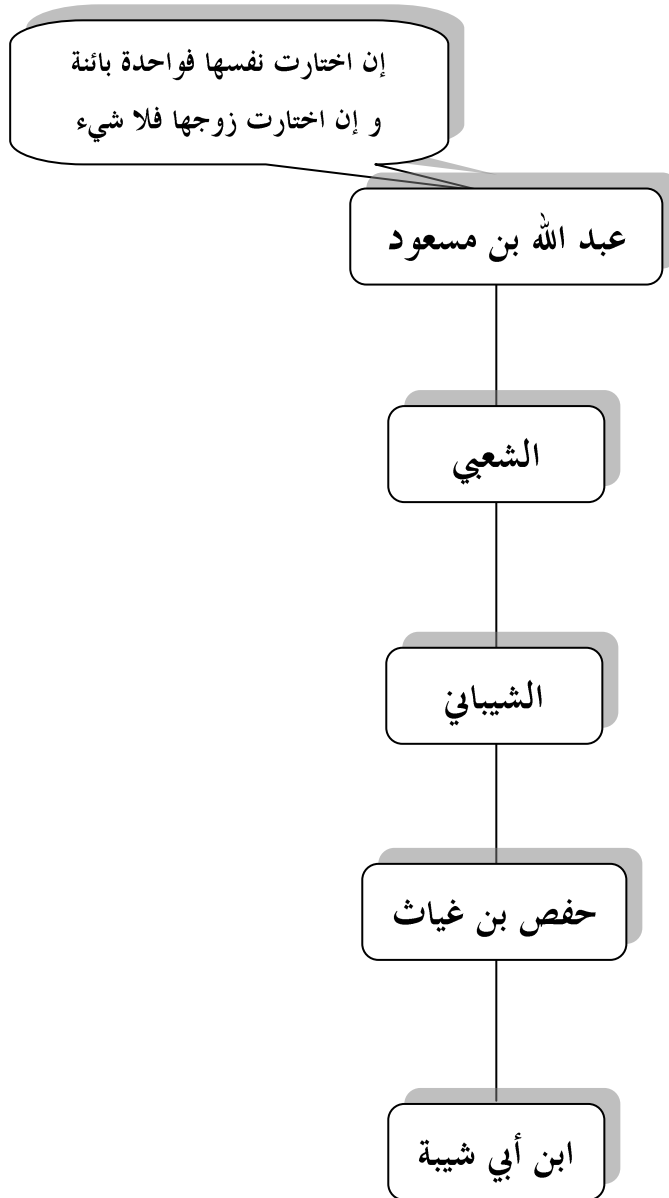 إن اختارت نفسها فواحدة بائنة
و إن اختارت زوجها فلا شيء
عبد الله بن مسعود
الشعبي
الشيباني
حفص بن غياث
ابن أبي شيبة